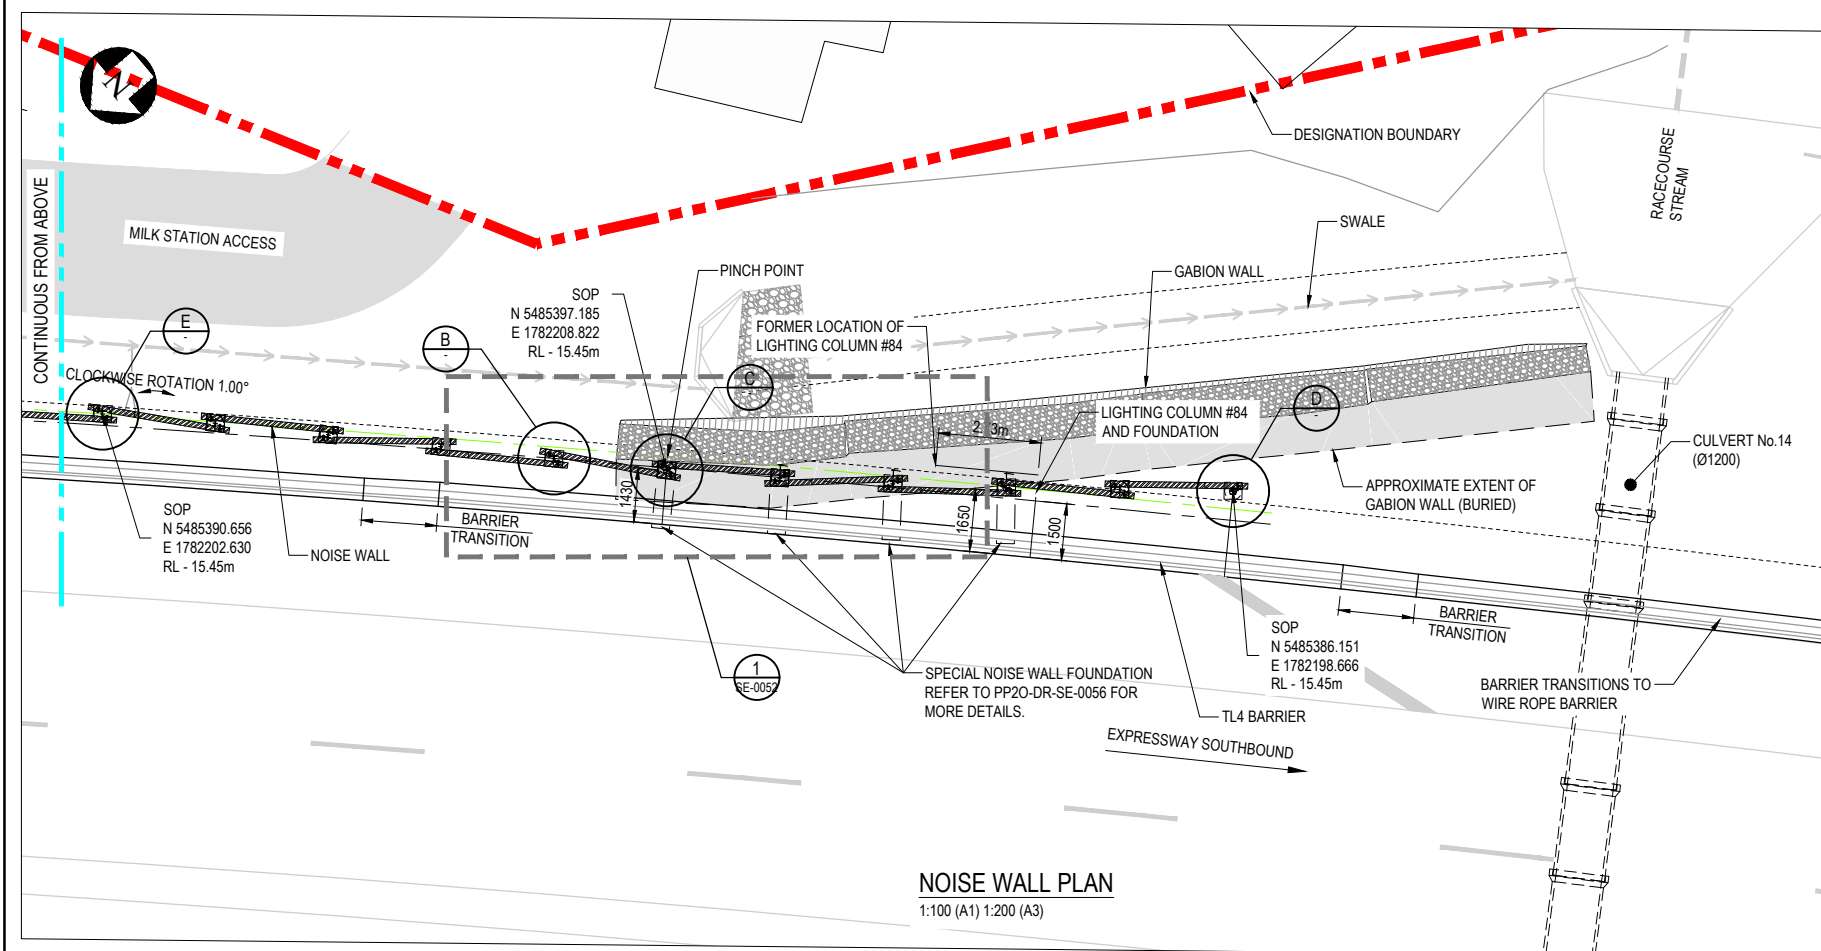 N
DESIGNATION BOUNDARY
RACECOURSE
STREAM
CONTINUOUS FROM ABOVE
MILK STATION ACCESS
SWALE
PINCH POINT
GABION WALL
SOP
N 5485397.185
E 1782208.822
RL - 15.45m
E
-
B
-
FORMER LOCATION OF
LIGHTING COLUMN #84
C
-
CLOCKWISE ROTATION 1.00°
D
-
LIGHTING COLUMN #84
AND FOUNDATION
CULVERT No.14
(Ø1200)
APPROXIMATE EXTENT OF
GABION WALL (BURIED)
1430
1650
1500
SOP
N 5485390.656
E 1782202.630
RL - 15.45m
NOISE WALL
BARRIER
TRANSITION
BARRIER
TRANSITION
SOP
N 5485386.151
E 1782198.666
RL - 15.45m
1
SE-0052
SPECIAL NOISE WALL FOUNDATION
REFER TO PP2O-DR-SE-0056 FOR
MORE DETAILS.
BARRIER TRANSITIONS TO
WIRE ROPE BARRIER
TL4 BARRIER
EXPRESSWAY SOUTHBOUND
NOISE WALL PLAN
1:100 (A1) 1:200 (A3)